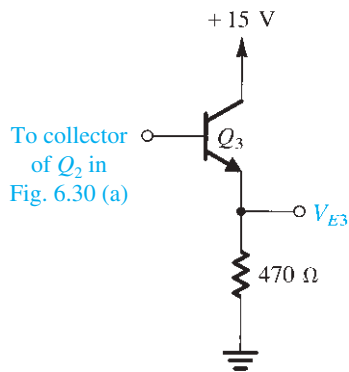 +15 V
To collector
of Q2 in
Fig. 6.30 (a)
Q3
VE3
470 Ω